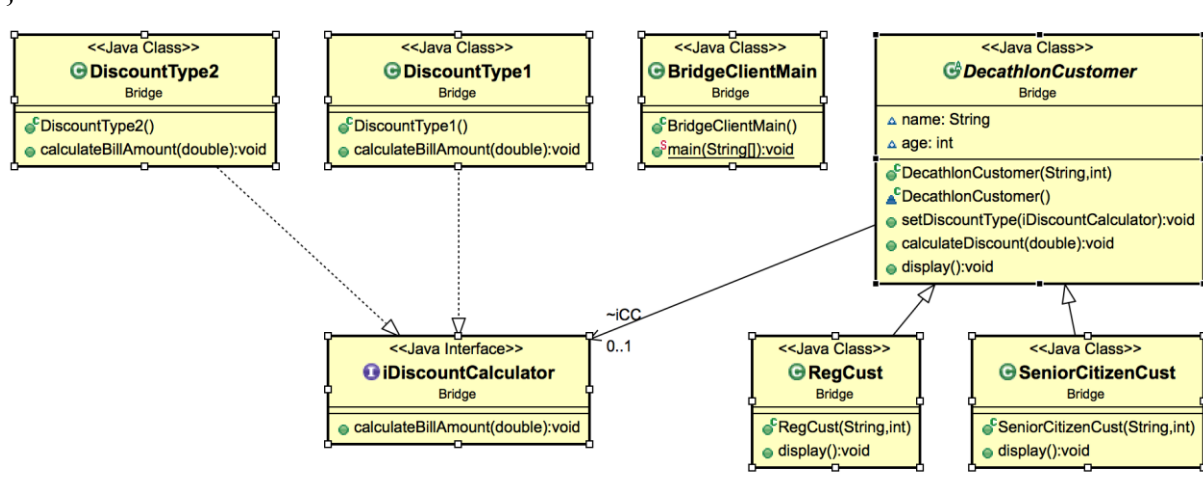 <<Java Class>>
DiscountType2
Bridge
DiscountType2()
calculateBillAmount(double):void
<<Java Class>>
DiscountType1
Bridge
DiscountType1()
calculateBillAmount(double):void
<<Java Class>>
BridgeClientMain
Bridge
BridgeClientMain()
main(String[]):void
<<Java Class>>
DecathlonCustomer
Bridge
name: String
age: int
DecathlonCustomer(String,int)
DecathlonCustomer()
setDiscountType(iDiscountCalculator):void
calculateDiscount(double):void
display():void
~iCC
0..1
<<Java Interface>>
iDiscountCalculator
Bridge
calculateBillAmount(double):void
<<Java Class>>
RegCust
Bridge
RegCust(String,int)
display():void
<<Java Class>>
SeniorCitizenCust
Bridge
SeniorCitizenCust(String,int)
display():void